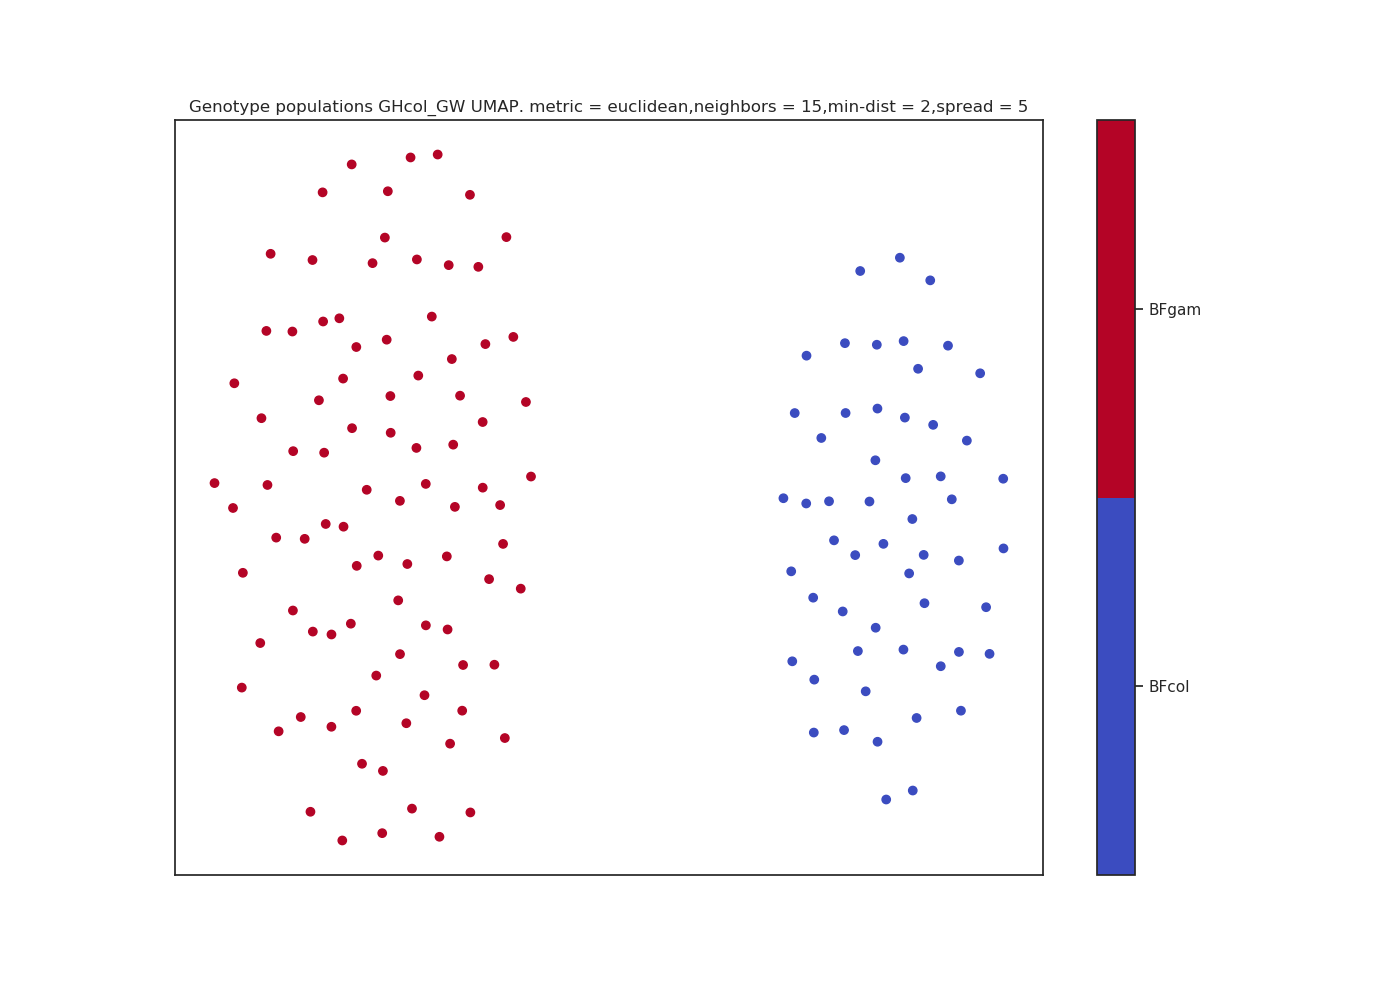 Genotype populations GHcol_GW UMAP. metric = euclidean,neighbors = 15,min-dist = 2,spread = 5
BFgam
BFcol